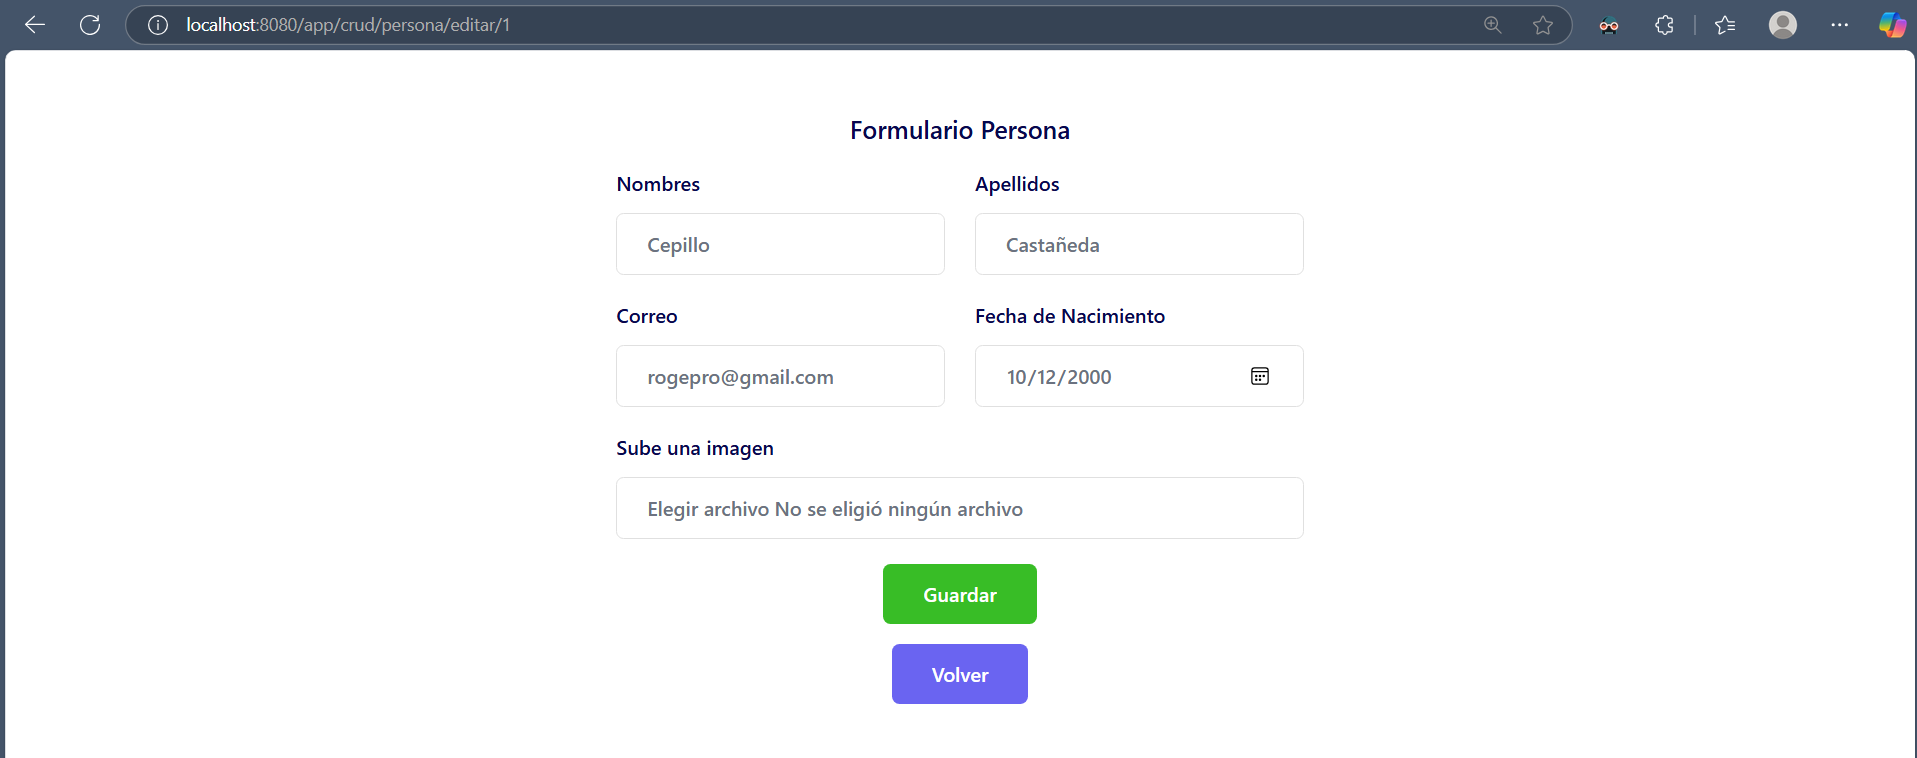 localhost:8080/app/crud/persona/editar/1
Formulario Persona
Nombres
Apellidos
Cepillo
Castañeda
Correo
Fecha de Nacimiento
rogepro@gmail.com
10/12/2000
Sube una imagen
Elegir archivo No se eligió ningún archivo
Guardar
Volver